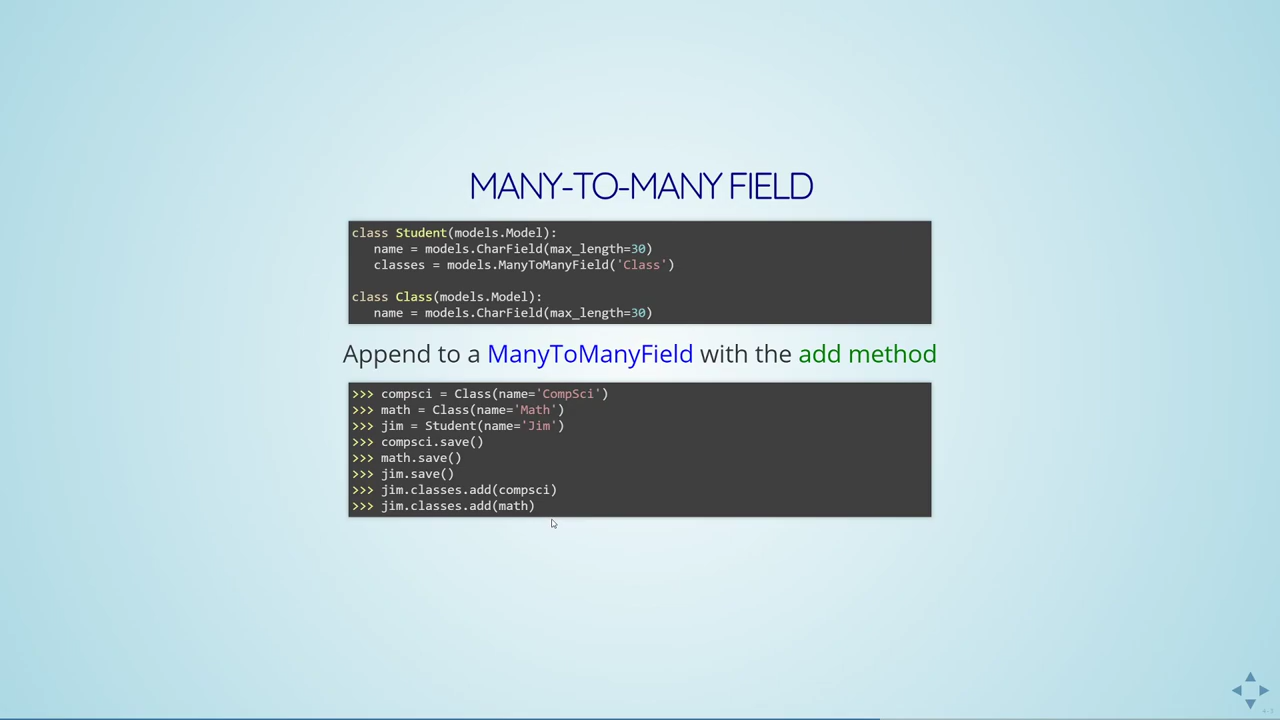 MANY-TO-MANY FIELD
class Student(models.Model):
   name = models.CharField(max_length=30)
   classes = models.ManyToManyField('Class')
class Class(models.Model):
   name = models.CharField(max_length=30)
Append to a ManyToManyField with the add method
>>> compsci = Class(name='CompSci')
>>> math = Class(name='Math')
>>> jim = Student(name='Jim')
>>> compsci.save()
>>> math.save()
>>> jim.save()
>>> jim.classes.add(compsci)
>>> jim.classes.add(math)